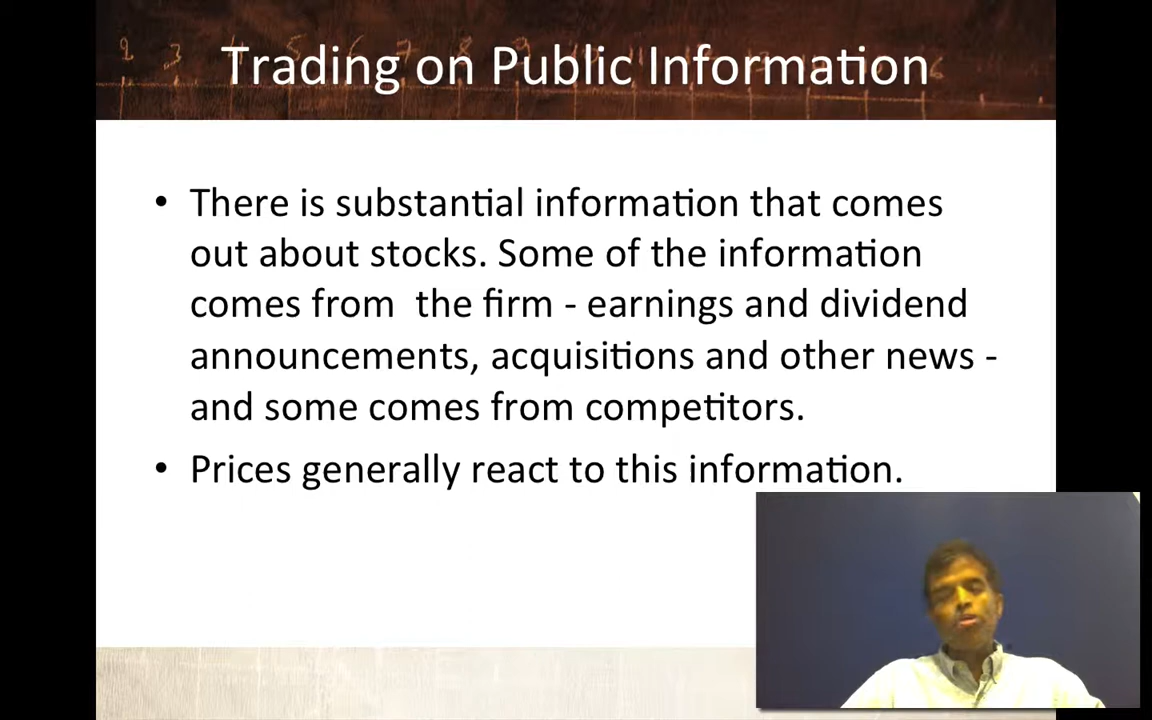 Trading on Public Information
• There is substantial information that comes
out about stocks. Some of the information
comes from  the firm - earnings and dividend
announcements, acquisitions and other news -
and some comes from competitors.
• Prices generally react to this information.